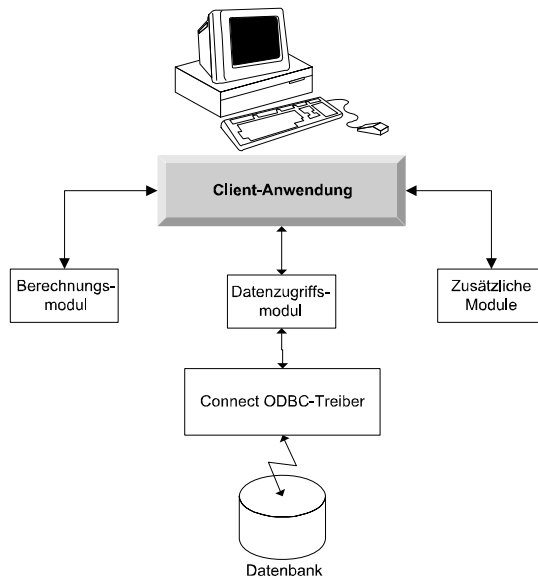 Client-Anwendung
Berechnungs-
modul
Datenzugriffs-
modul
Zusätzliche
Module
Connect ODBC-Treiber
Datenbank